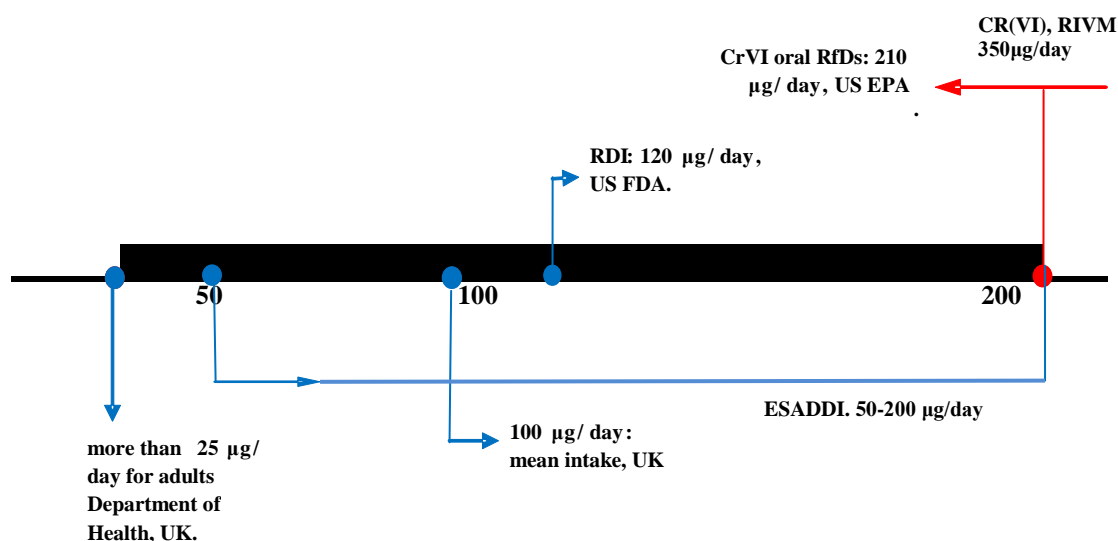 CR(VI), RIVM
350µg/day
CrVI oral RfDs: 210
µg/ day, US EPA
.
RDI: 120 µg/ day,
US FDA.
50
100
200
ESADDI. 50-200 µg/day
100 µg/ day:
mean intake, UK
more than 25 µg/
day for adults
Department of
Health, UK.